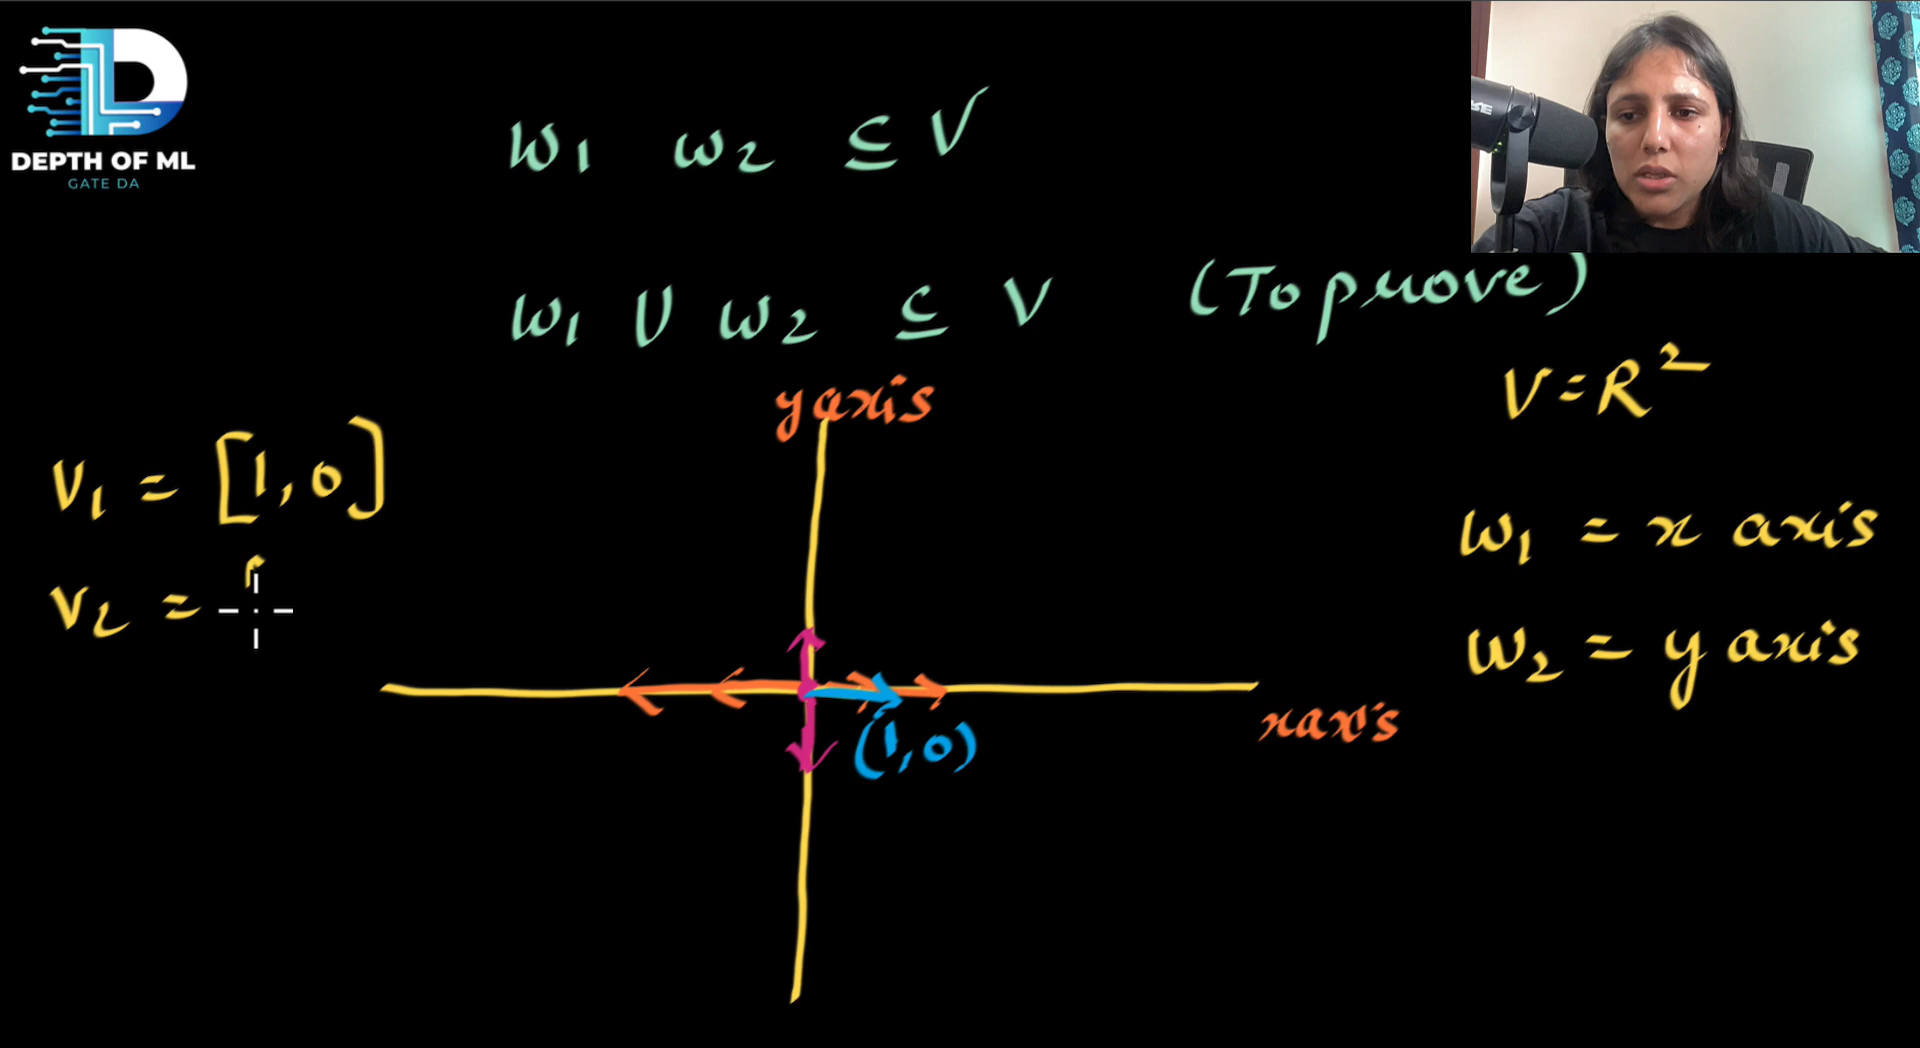 DEPTH OF ML
GATE DA
W1 W2 ⊆ V
W1 U W2 ⊆ V (To prove)
V = R²
y axis
V1 = [1, 0]
V2 = [
W1 = x axis
W2 = y axis
x axis
(1, 0)